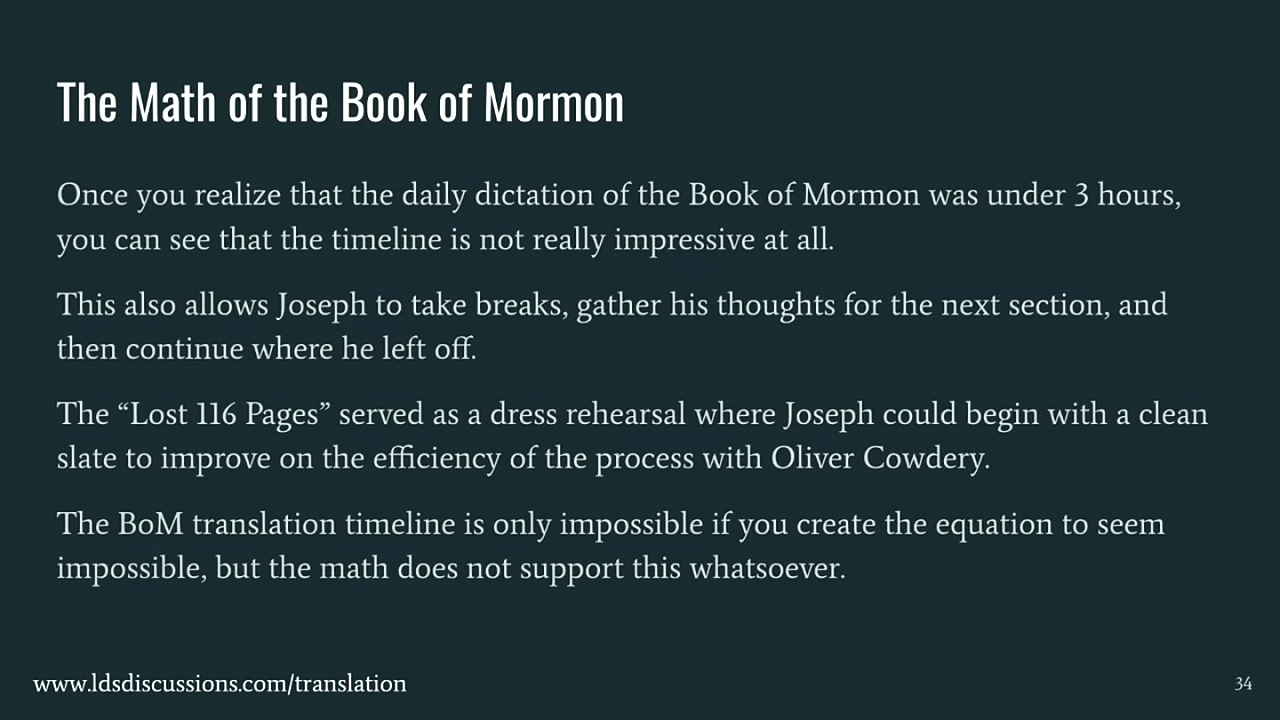 The Math of the Book of Mormon
Once you realize that the daily dictation of the Book of Mormon was under 3 hours,
you can see that the timeline is not really impressive at all.
This also allows Joseph to take breaks, gather his thoughts for the next section, and
then continue where he left off.
The “Lost 116 Pages” served as a dress rehearsal where Joseph could begin with a clean
slate to improve on the efficiency of the process with Oliver Cowdery.
The BoM translation timeline is only impossible if you create the equation to seem
impossible, but the math does not support this whatsoever.
www.ldsdiscussions.com/translation
34